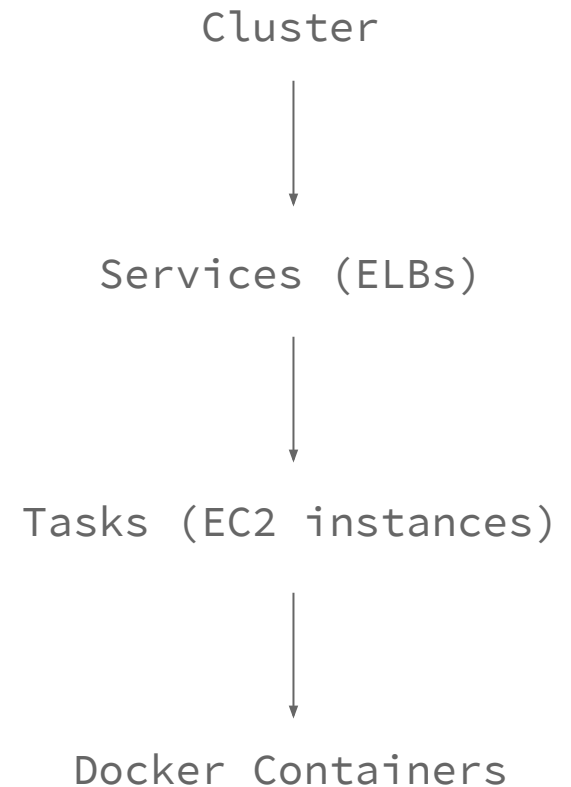 Cluster
Services (ELBs)
Tasks (EC2 instances)
Docker Containers